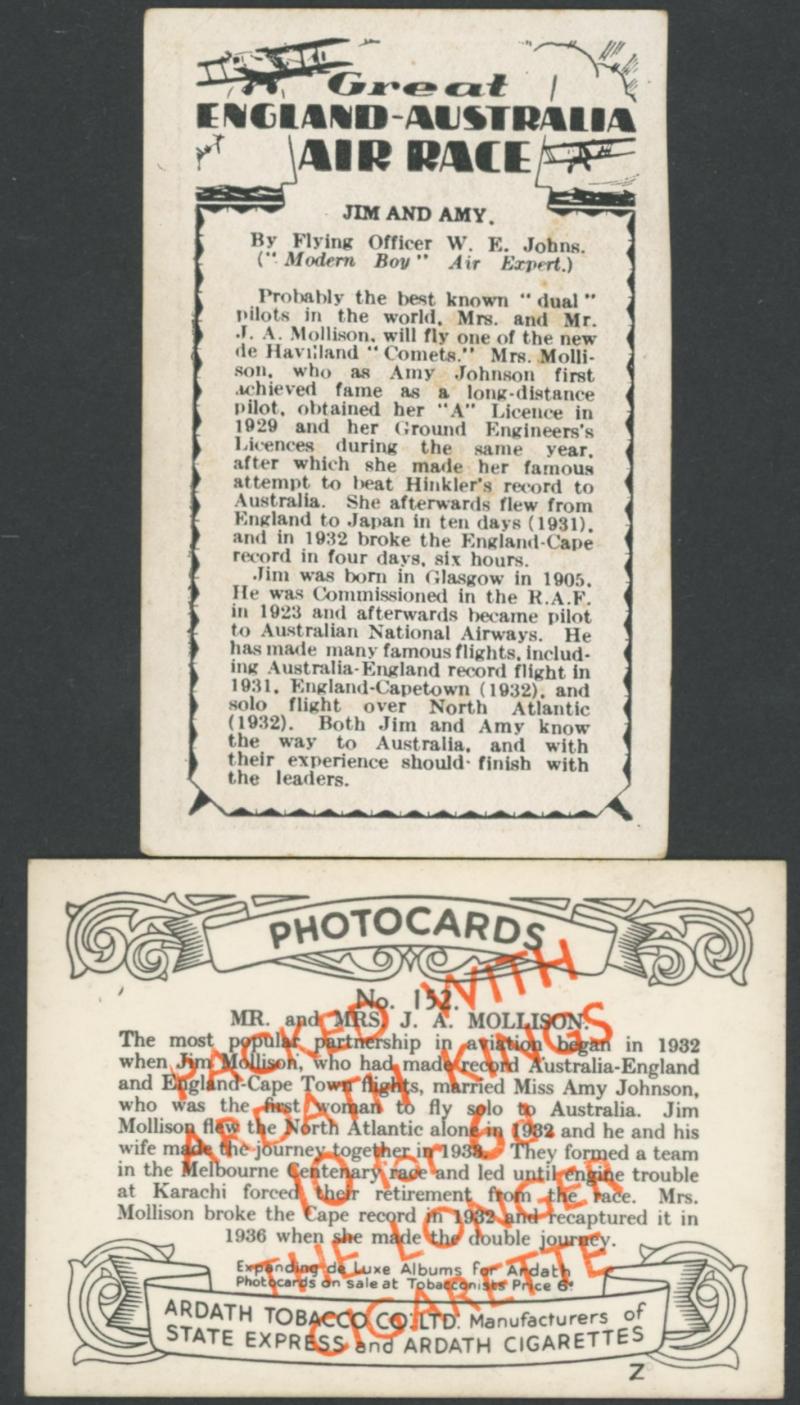 Great
ENGLAND-AUSTRALIA
AIR RACE
JIM AND AMY.
By Flying Officer W. E. Johns.
("Modern Boy" Air Expert.)
Probably the best known "dual"
pilots in the world, Mrs. and Mr.
J. A. Mollison, will fly one of the new
de Havilland "Comets." Mrs. Molli-
son, who as Amy Johnson first
achieved fame as a long-distance
pilot, obtained her "A" Licence in
1929 and her Ground Engineers's
Licences during the same year,
after which she made her famous
attempt to beat Hinkler's record to
Australia. She afterwards flew from
England to Japan in ten days (1931),
and in 1932 broke the England-Cape
record in four days, six hours.
Jim was born in Glasgow in 1905.
He was Commissioned in the R.A.F.
in 1923 and afterwards became pilot
to Australian National Airways. He
has made many famous flights, includ-
ing Australia-England record flight in
1931, England-Capetown (1932), and
solo flight over North Atlantic
(1932). Both Jim and Amy know
the way to Australia, and with
their experience should finish with
the leaders.
PHOTOCARDS
No. 152.
MR. and MRS. J. A. MOLLISON.
The most popular partnership in aviation began in 1932
when Jim Mollison, who had made record Australia-England
and England-Cape Town flights, married Miss Amy Johnson,
who was the first woman to fly solo to Australia. Jim
Mollison flew the North Atlantic alone in 1932 and he and his
wife made the journey together in 1933. They formed a team
in the Melbourne Centenary race and led until engine trouble
at Karachi forced their retirement from the race. Mrs.
Mollison broke the Cape record in 1932 and recaptured it in
1936 when she made the double journey.
Expanding de Luxe Albums for Ardath
Photocards on sale at Tobacconists Price 6d.
ARDATH TOBACCO CO. LTD. Manufacturers of
STATE EXPRESS and ARDATH CIGARETTES
Z
PACKED WITH
ARDATH KINGS
10 for 6d.
THE LONGER
CIGARETTE